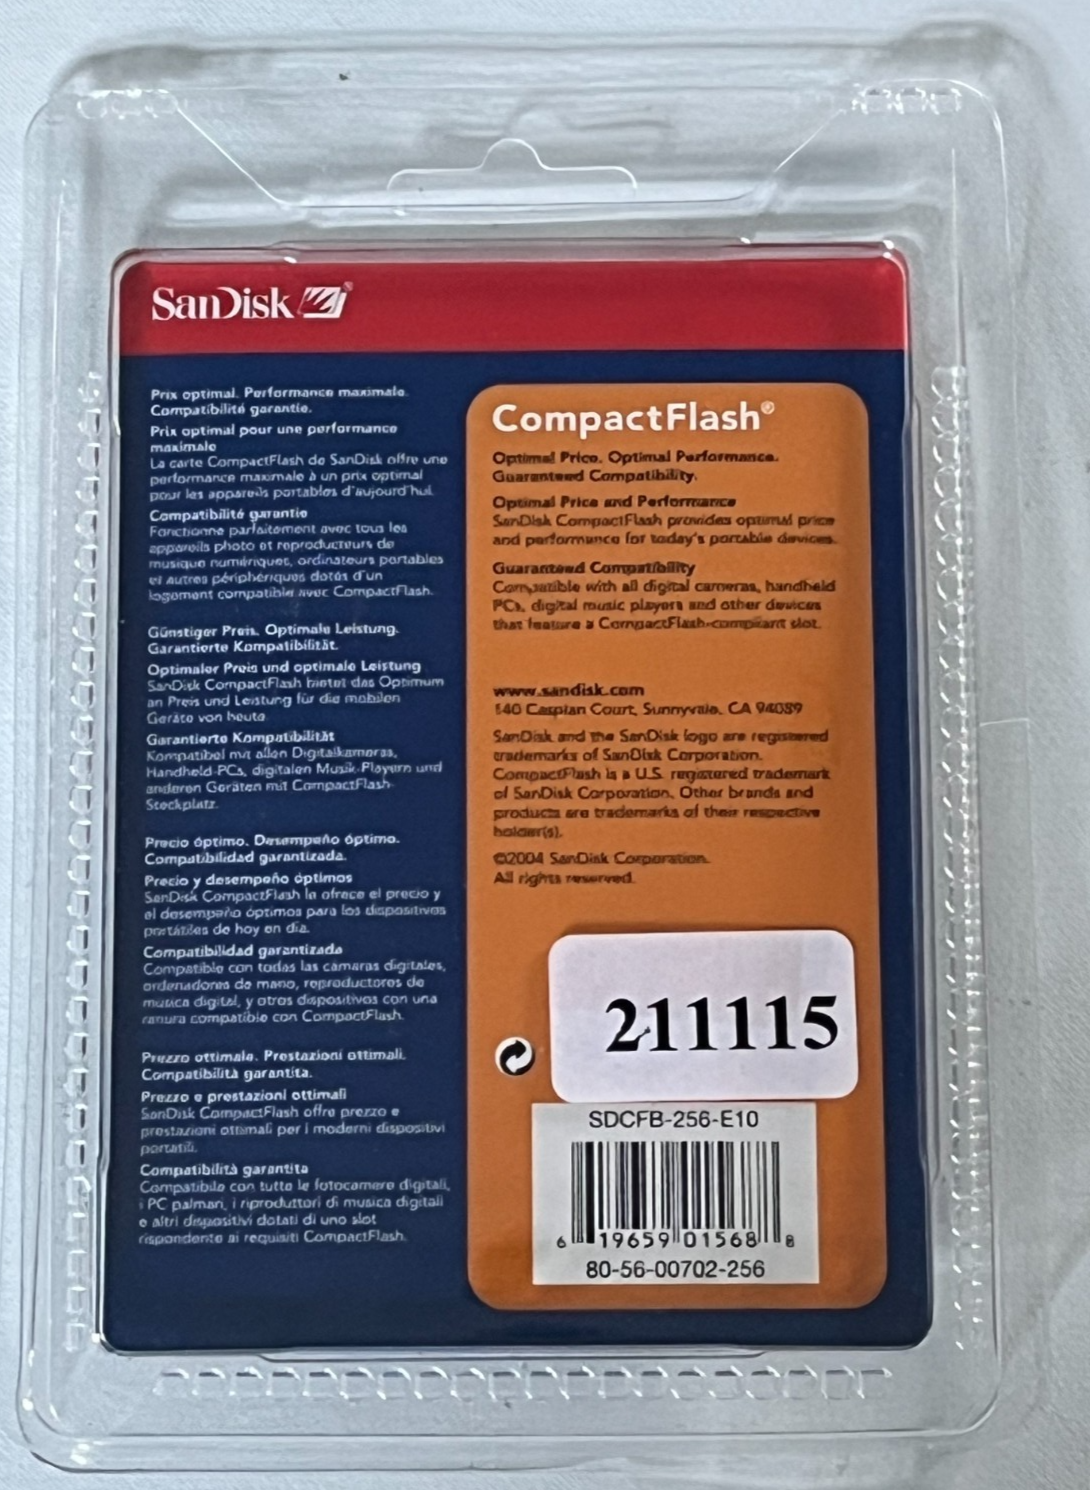 SanDisk
Prix optimal. Performance maximale.
Compatibilité garantie.
Prix optimal pour une performance
maximale
La carte CompactFlash de SanDisk offre une
performance maximale à un prix optimal
pour les appareils portables d'aujourd'hui.
Compatibilité garantie
Fonctionne parfaitement avec tous les
appareils photo et reproducteurs de
musique numériques, ordinateurs portables
et autres périphériques dotés d'un
logement compatible avec CompactFlash.
Günstiger Preis. Optimale Leistung.
Garantierte Kompatibilität.
Optimaler Preis und optimale Leistung
SanDisk CompactFlash bietet das Optimum
an Preis und Leistung für die mobilen
Geräte von heute
Garantierte Kompatibilität
Kompatibel mit allen Digitalkameras,
Handheld-PCs, digitalen Musik-Playern und
anderen Geräten mit CompactFlash-
Steckplatz.
Precio óptimo. Desempeño óptimo.
Compatibilidad garantizada.
Precio y desempeño óptimos
SanDisk CompactFlash le ofrece el precio y
el desempeño óptimos para los dispositivos
portátiles de hoy en día.
Compatibilidad garantizada
Compatible con todas las cámaras digitales,
ordenadores de mano, reproductores de
música digital, y otros dispositivos con una
ranura compatible con CompactFlash.
Prezzo ottimale. Prestazioni ottimali.
Compatibilità garantita.
Prezzo e prestazioni ottimali
SanDisk CompactFlash offre prezzo e
prestazioni ottimali per i moderni dispositivi
portatili.
Compatibilità garantita
Compatibile con tutte le fotocamere digitali,
i PC palmari, i riproduttori di musica digitali
e altri dispositivi dotati di uno slot
rispondente ai requisiti CompactFlash.
CompactFlash®
Optimal Price. Optimal Performance.
Guaranteed Compatibility.
Optimal Price and Performance
SanDisk CompactFlash provides optimal price
and performance for today's portable devices.
Guaranteed Compatibility
Compatible with all digital cameras, handheld
PCs, digital music players and other devices
that feature a CompactFlash-compliant slot.
www.sandisk.com
140 Caspian Court, Sunnyvale, CA 94089
SanDisk and the SanDisk logo are registered
trademarks of SanDisk Corporation.
CompactFlash is a U.S. registered trademark
of SanDisk Corporation. Other brands and
products are trademarks of their respective
holder(s).
©2004 SanDisk Corporation.
All rights reserved.
211115
SDCFB-256-E10
6 19659 01568 8
80-56-00702-256